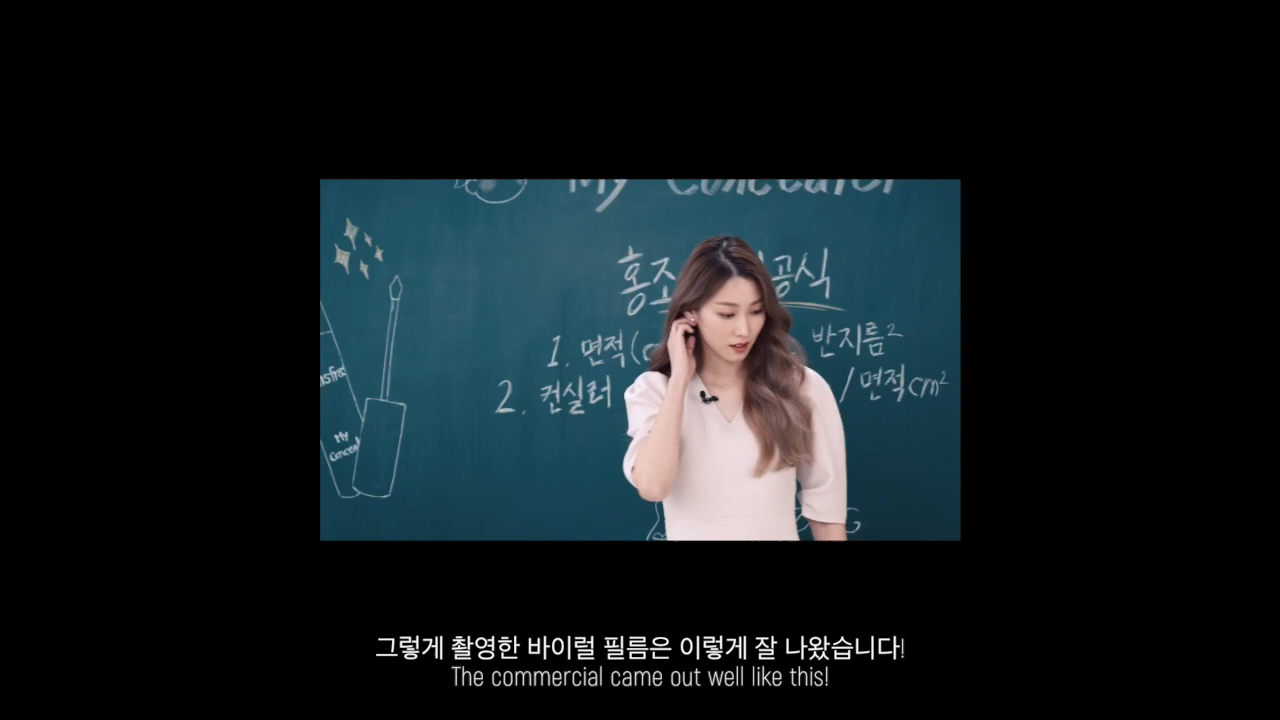 My Concealer
홍조 공식
1. 면적(c 반지름²
2. 컨실러 /면적cm²
My
Conceal
G
그렇게 촬영한 바이럴 필름은 이렇게 잘 나왔습니다!
The commercial came out well like this!